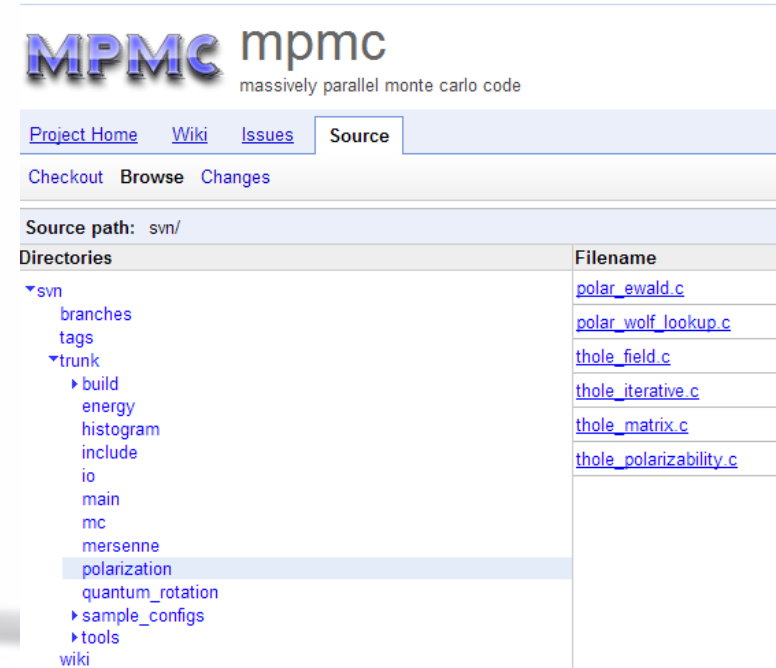 MPMC mpmc
massively parallel monte carlo code
Project Home Wiki Issues Source
Checkout Browse Changes
Source path: svn/
Directories
svn
branches
tags
trunk
build
energy
histogram
include
io
main
mc
mersenne
polarization
quantum_rotation
sample_configs
tools
wiki
Filename
polar_ewald.c
polar_wolf_lookup.c
thole_field.c
thole_iterative.c
thole_matrix.c
thole_polarizability.c